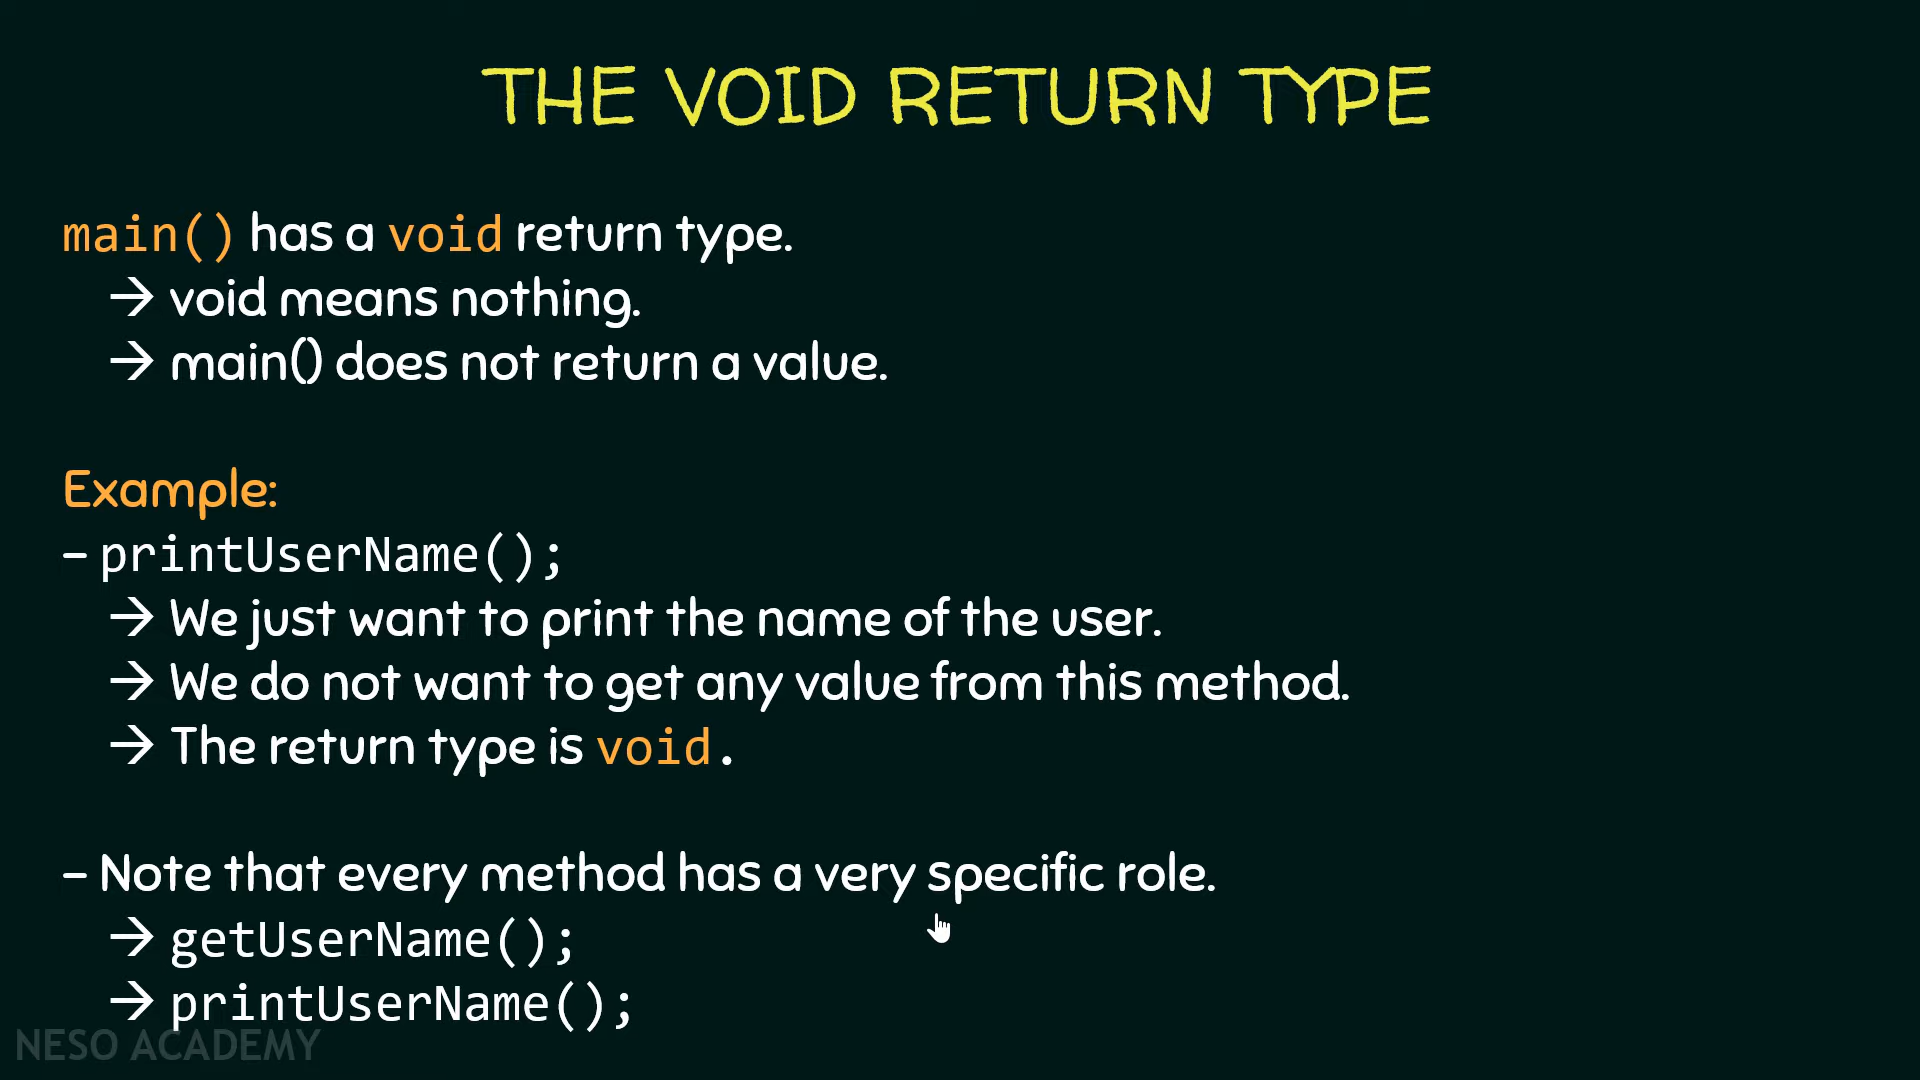 THE VOID RETURN TYPE
main() has a void return type.
→ void means nothing.
→ main() does not return a value.
Example:
– printUserName();
→ We just want to print the name of the user.
→ We do not want to get any value from this method.
→ The return type is void.
– Note that every method has a very specific role.
→ getUserName();
→ printUserName();
NESO ACADEMY